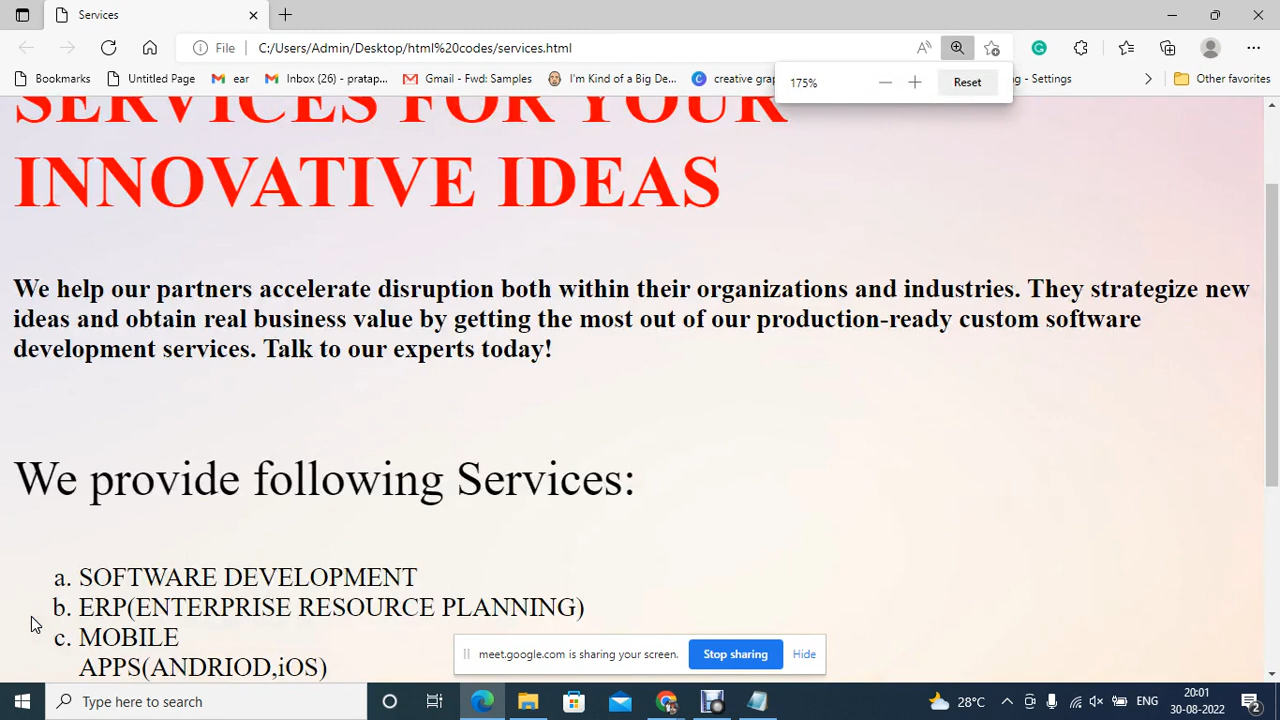 Services
File C:/Users/Admin/Desktop/html%20codes/services.html
Bookmarks Untitled Page ear Inbox (26) - pratap... Gmail - Fwd: Samples I'm Kind of a Big De... creative grap ng - Settings Other favorites
175% Reset
SERVICES FOR YOUR
INNOVATIVE IDEAS
We help our partners accelerate disruption both within their organizations and industries. They strategize new
ideas and obtain real business value by getting the most out of our production-ready custom software
development services. Talk to our experts today!
We provide following Services:
a. SOFTWARE DEVELOPMENT
b. ERP(ENTERPRISE RESOURCE PLANNING)
c. MOBILE
APPS(ANDRIOD,iOS)
meet.google.com is sharing your screen. Stop sharing Hide
Type here to search
28°C ENG 20:01
30-08-2022 2